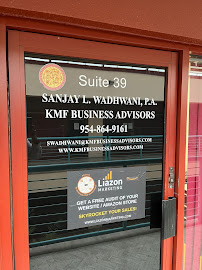 Suite 39
SANJAY L. WADHWANI, P.A.
KMF BUSINESS ADVISORS
954-864-9161
SWADHWANI@KMFBUSINESSADVISORS.COM
WWW.KMFBUSINESSADVISORS.COM
Liazon
MARKETING
GET A FREE AUDIT OF YOUR
WEBSITE / AMAZON STORE
SKYROCKET YOUR SALES!